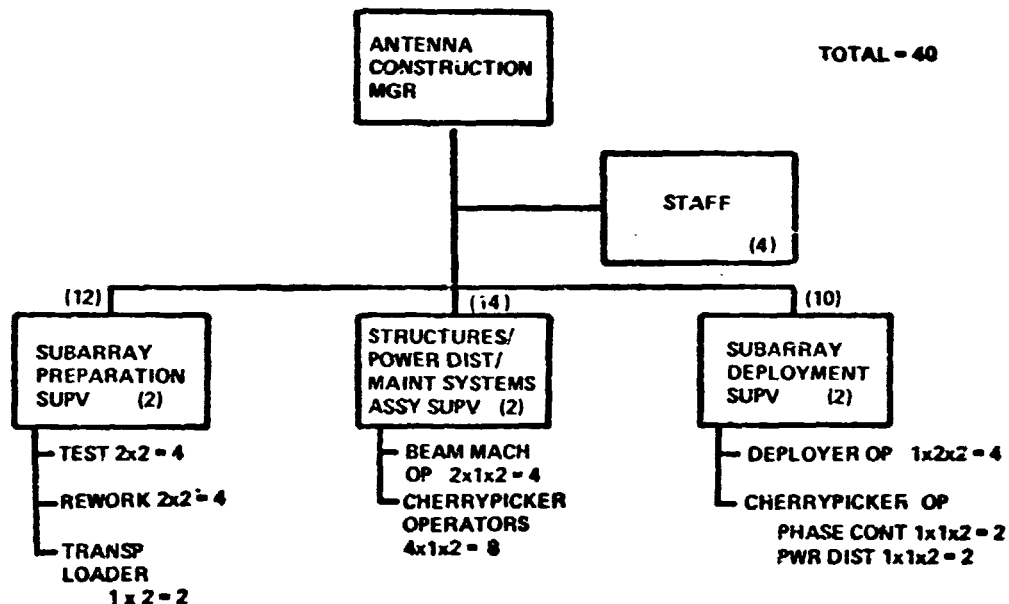 ANTENNA
CONSTRUCTION
MGR
TOTAL = 40
STAFF
(4)
(12)
(14)
(10)
SUBARRAY
PREPARATION
SUPV (2)
STRUCTURES/
POWER DIST/
MAINT SYSTEMS
ASSY SUPV (2)
SUBARRAY
DEPLOYMENT
SUPV (2)
TEST 2x2 = 4
REWORK 2x2 = 4
TRANSP
LOADER
1 x 2 = 2
BEAM MACH
OP 2x1x2 = 4
CHERRYPICKER
OPERATORS
4x1x2 = 8
DEPLOYER OP 1x2x2 = 4
CHERRYPICKER OP
PHASE CONT 1x1x2 = 2
PWR DIST 1x1x2 = 2